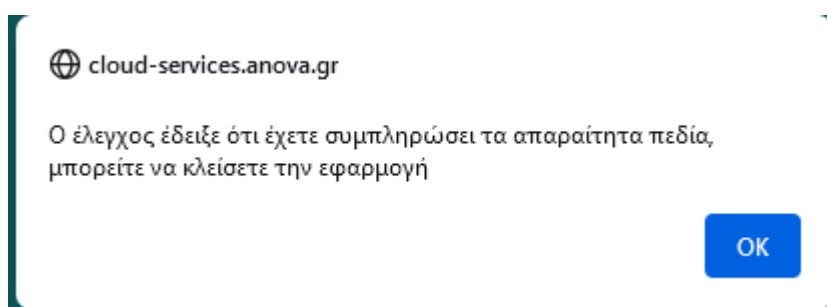 cloud-services.anova.gr
Ο έλεγχος έδειξε ότι έχετε συμπληρώσει τα απαραίτητα πεδία,
μπορείτε να κλείσετε την εφαρμογή
OK